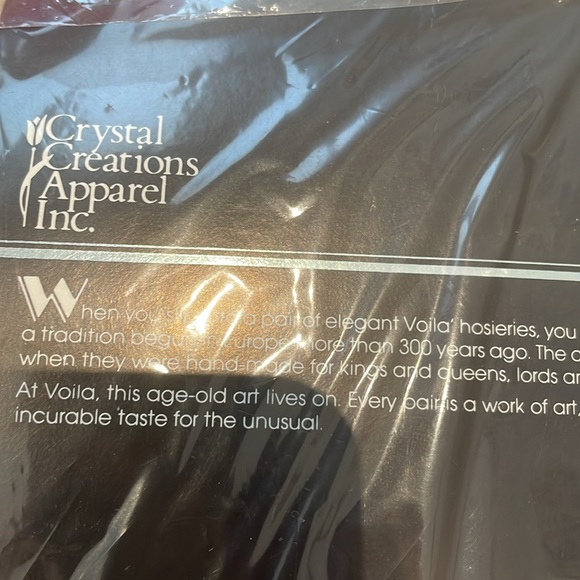 Crystal
Creations
Apparel
Inc.
When you a pair of elegant Voila' hosieries, you
a tradition begun more than 300 years ago. The
when they were hand-made for kings and queens, lords
At Voila, this age-old art lives on. Every pair is a work of art,
incurable taste for the unusual.